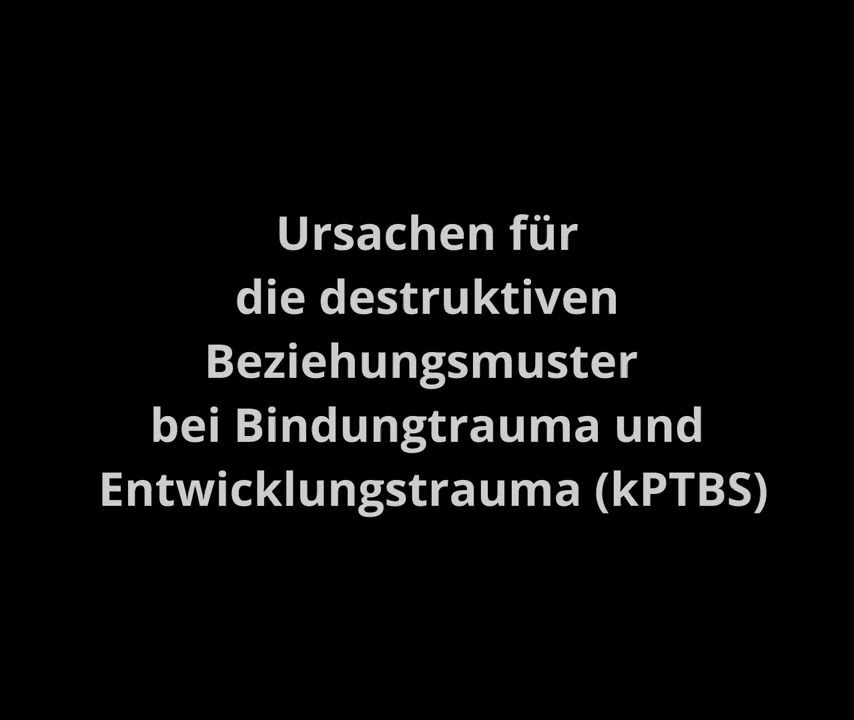 Ursachen für
die destruktiven
Beziehungsmuster
bei Bindungtrauma und
Entwicklungstrauma (kPTBS)